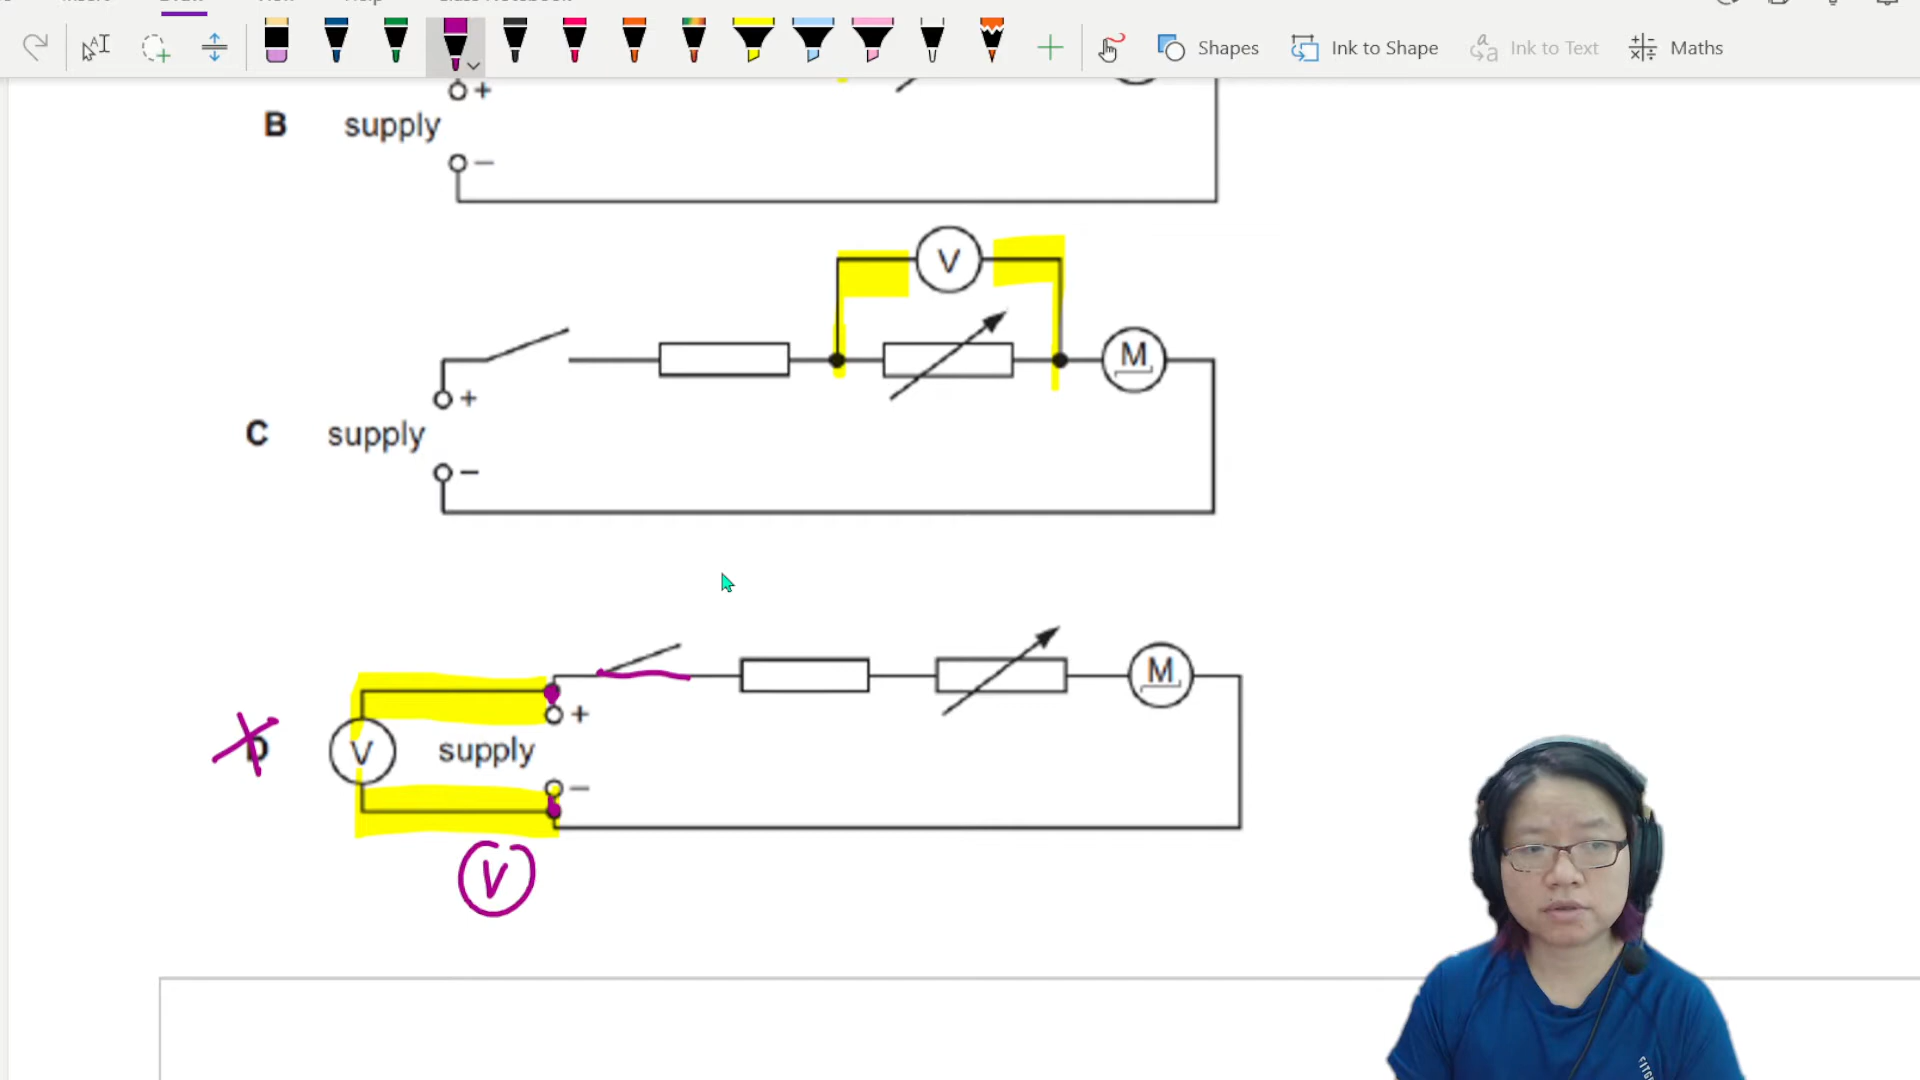 Shapes Ink to Shape Ink to Text Maths
+
B supply
−
V
M
+
C supply
−
M
+
V supply
−
V